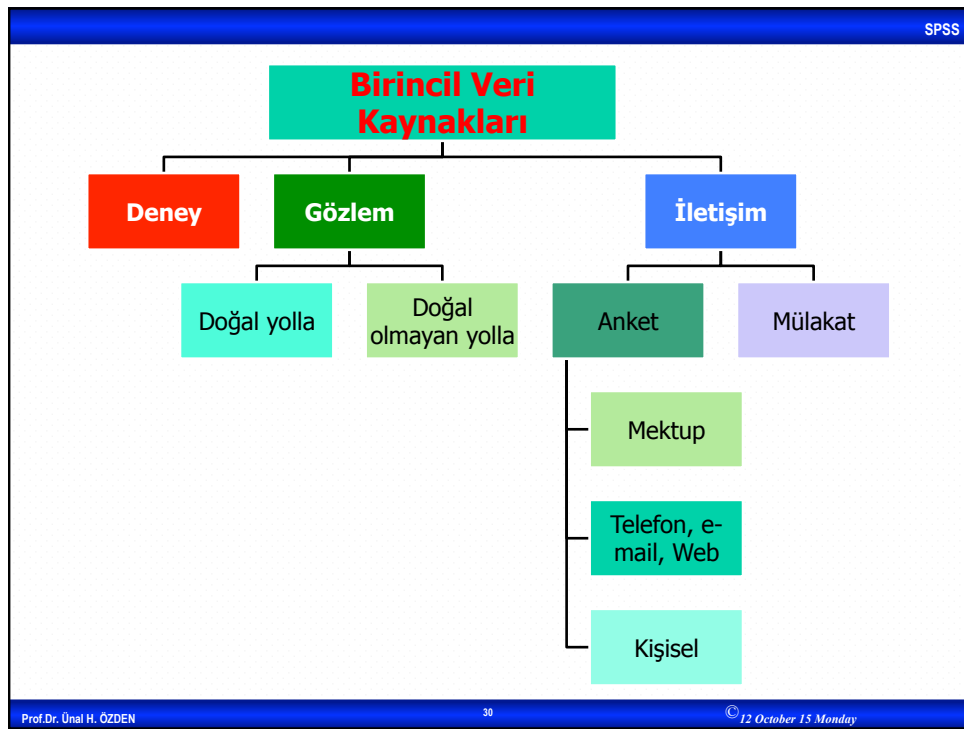 SPSS
Birincil Veri
Kaynakları
Deney
Gözlem
İletişim
Doğal yolla
Doğal
olmayan yolla
Anket
Mülakat
Mektup
Telefon, e-
mail, Web
Kişisel
Prof.Dr. Ünal H. ÖZDEN
30
© 12 October 15 Monday